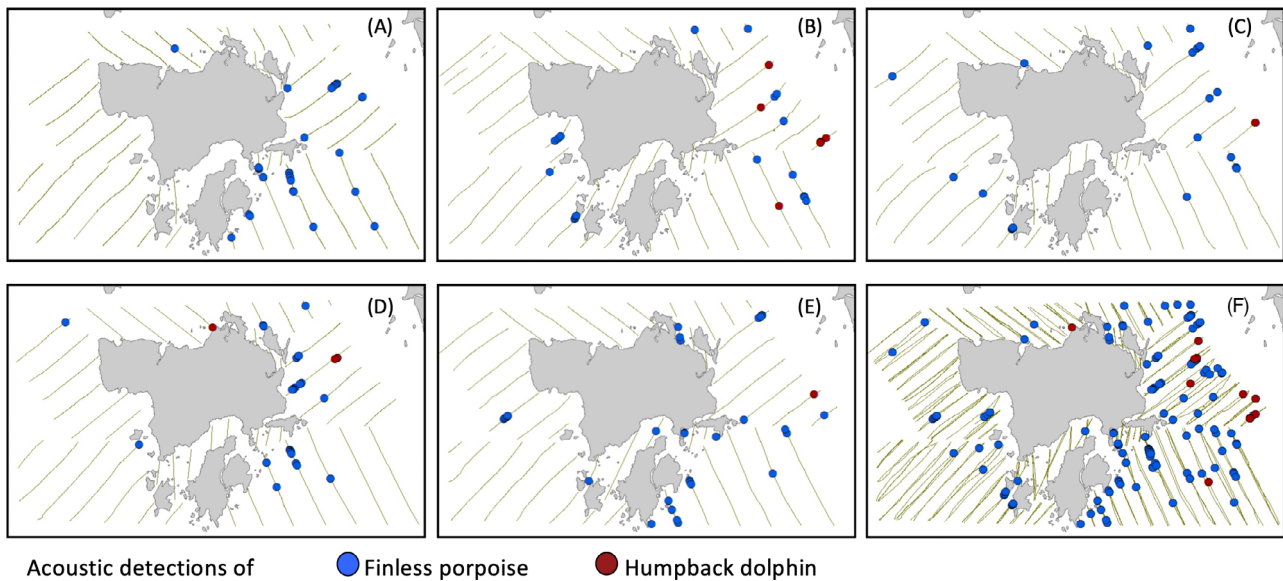 (A)
(B)
(C)
(D)
(E)
(F)
Acoustic detections of Finless porpoise Humpback dolphin